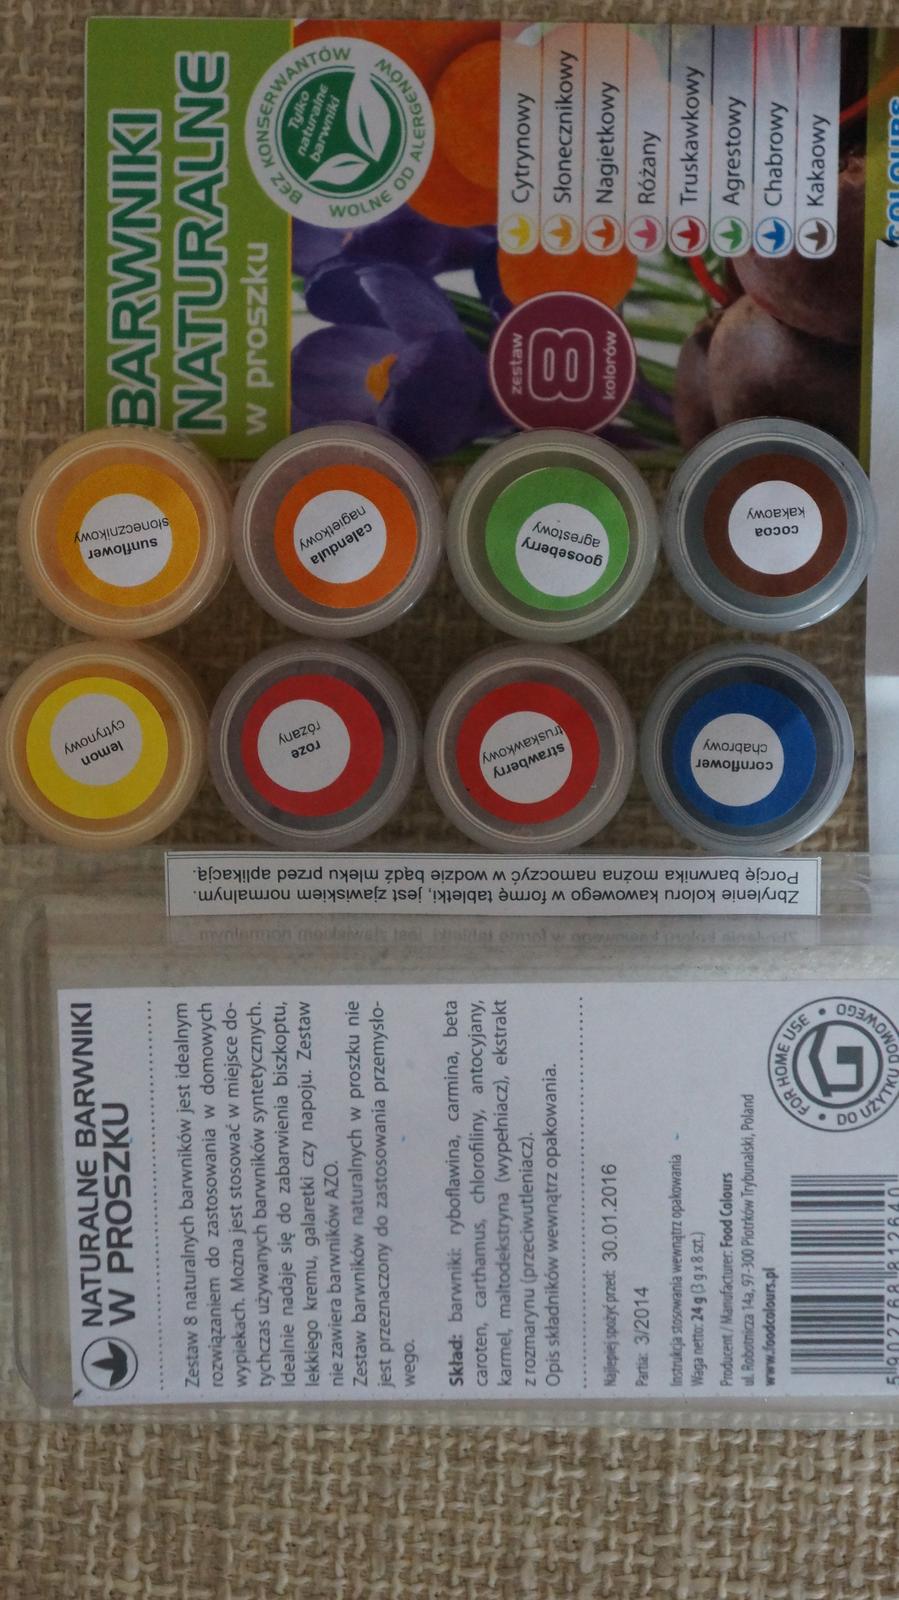 BARWNIKI
NATURALNE
w proszku
BEZ KONSERWANTÓW
WOLNE OD ALERGENÓW
Tylko
naturalne
barwniki
Cytrynowy
Słonecznikowy
Nagietkowy
Różany
Truskawkowy
Agrestowy
Chabrowy
Kakaowy
zestaw
8
kolorów
COLOURS
sunflower
słonecznikowy
calendula
nagietkowy
gooseberry
agrestowy
cocoa
kakaowy
lemon
cytrynowy
roze
różany
strawberry
truskawkowy
cornflower
chabrowy
Zbrylenie koloru kawowego w formę tabletki, jest zjawiskiem normalnym.
Porcję barwnika można namoczyć w wodzie bądź mleku przed aplikacją.
NATURALNE BARWNIKI
W PROSZKU
Zestaw 8 naturalnych barwników jest idealnym
rozwiązaniem do zastosowania w domowych
wypiekach. Można jest stosować w miejsce do-
tychczas używanych barwników syntetycznych.
Idealnie nadaje się do zabarwienia biszkoptu,
lekkiego kremu, galaretki czy napoju. Zestaw
nie zawiera barwników AZO.
Zestaw barwników naturalnych w proszku nie
jest przeznaczony do zastosowania przemysło-
wego.
Skład: barwniki: ryboflawina, carmina, beta
caroten, carthamus, chlorofiliny, antocyjany,
karmel, maltodekstryna (wypełniacz), ekstrakt
z rozmarynu (przeciwutleniacz).
Opis składników wewnątrz opakowania.
Najlepiej spożyć przed: 30.01.2016
Partia: 3/2014
Instrukcja stosowania wewnątrz opakowania
Waga netto: 24 g (3 g x 8 szt.)
Producent / Manufacturer: Food Colours
ul. Robotnicza 14a, 97-300 Piotrków Trybunalski, Poland
www.foodcolours.pl
FOR HOME USE
DO UŻYTKU DOMOWEGO
5 902768 812640